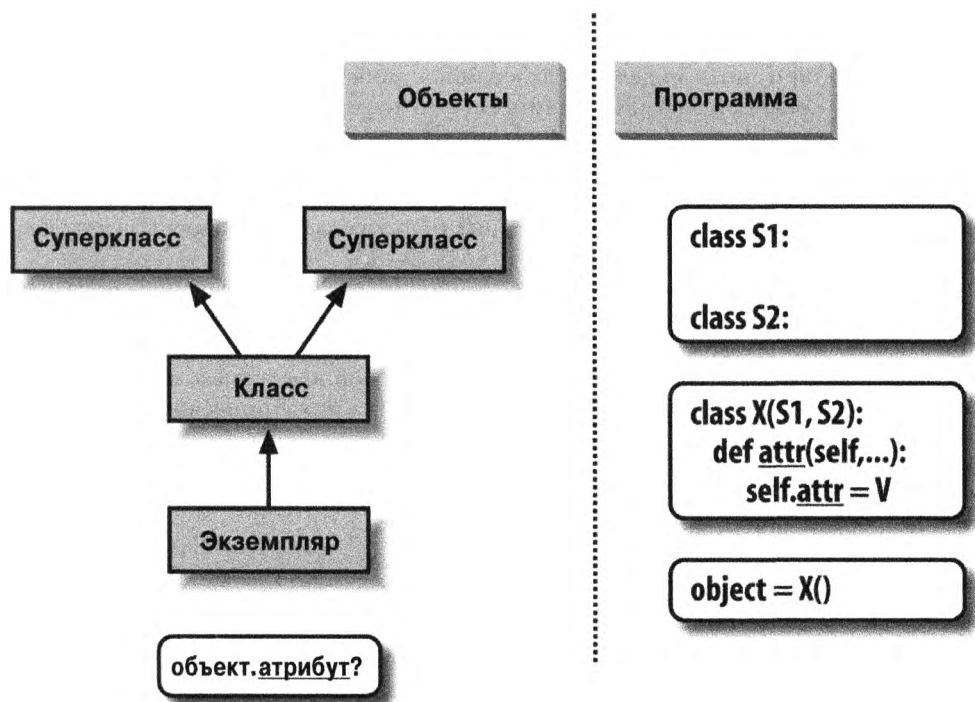 Объекты
Программа
Суперкласс
Суперкласс
Класс
Экземпляр
объект.атрибут?
class S1:
class S2:
class X(S1, S2):
def attr(self,...):
self.attr = V
object = X()